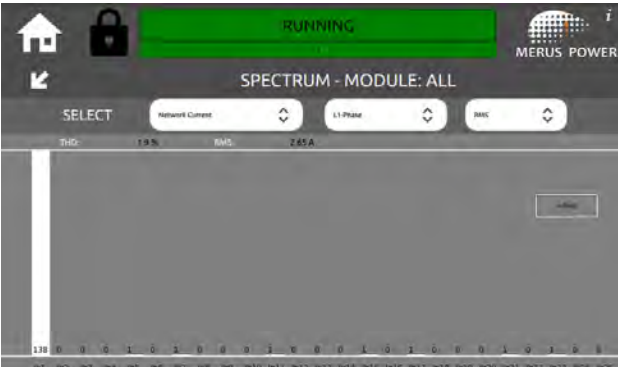 RUNNING
i
MERUS POWER
SPECTRUM - MODULE: ALL
SELECT
Network Current
L1-Phase
RMS
THD: 1.9 % RMS: 2.65 A
138 0 0 0 1 0 1 0 0 0 1 0 0 0 1 0 1 0 0 0 1 0 1 0 0